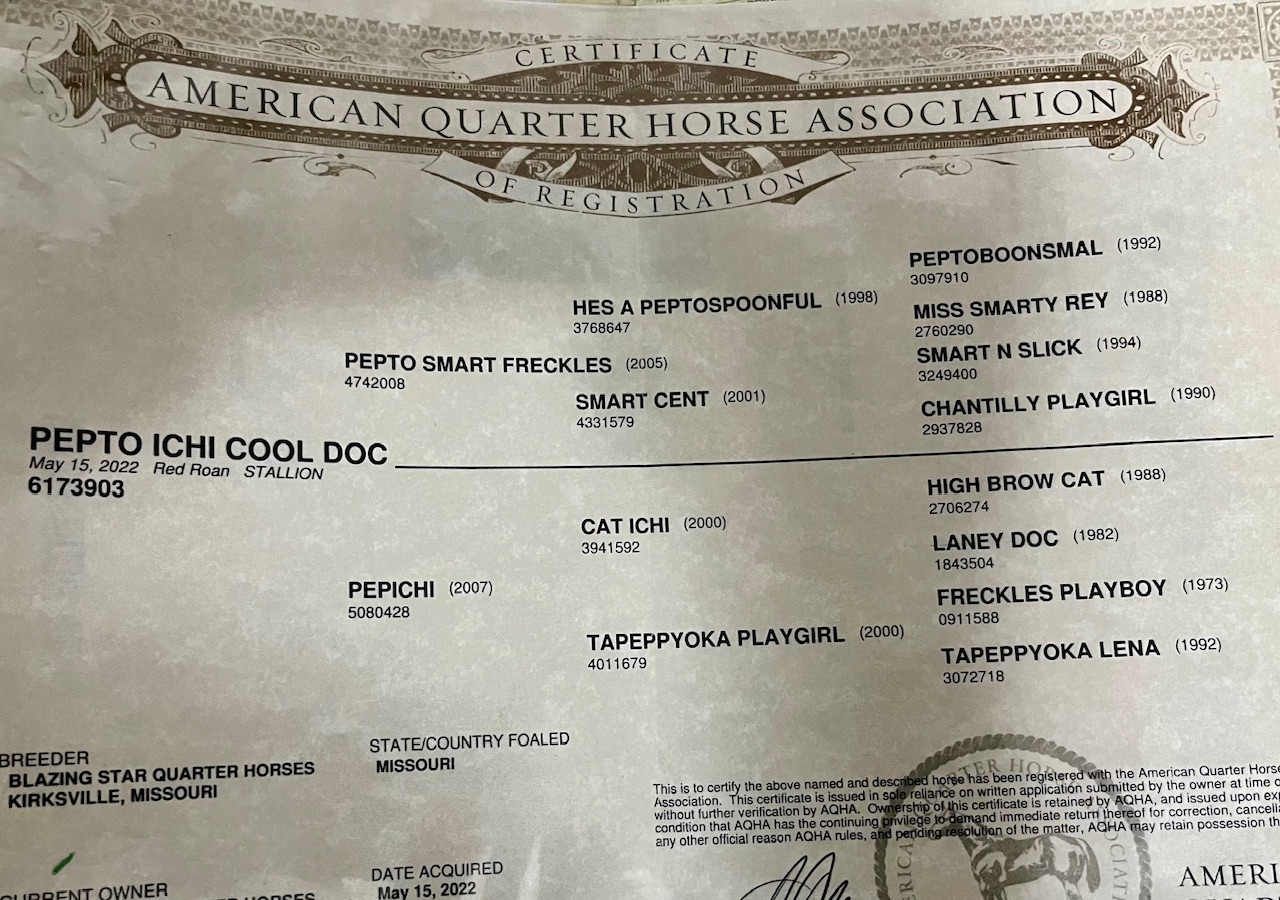 CERTIFICATE
AMERICAN QUARTER HORSE ASSOCIATION
OF REGISTRATION
PEPTOBOONSMAL (1992)
3097910
HES A PEPTOSPOONFUL (1998)
3768647
MISS SMARTY REY (1988)
2760290
PEPTO SMART FRECKLES (2005)
4742008
SMART N SLICK (1994)
3249400
SMART CENT (2001)
4331579
CHANTILLY PLAYGIRL (1990)
2937828
PEPTO ICHI COOL DOC
May 15, 2022 Red Roan STALLION
6173903
HIGH BROW CAT (1988)
2706274
CAT ICHI (2000)
3941592
LANEY DOC (1982)
1843504
PEPICHI (2007)
5080428
FRECKLES PLAYBOY (1973)
0911588
TAPEPPYOKA PLAYGIRL (2000)
4011679
TAPEPPYOKA LENA (1992)
3072718
BREEDER
BLAZING STAR QUARTER HORSES
KIRKSVILLE, MISSOURI
STATE/COUNTRY FOALED
MISSOURI
This is to certify the above named and described horse has been registered with the American Quarter Horse
Association. This certificate is issued in sole reliance on written application submitted by the owner at time
without further verification by AQHA. Ownership of this certificate is retained by AQHA, and issued upon
condition that AQHA has the continuing privilege to demand immediate return thereof for correction,
any other official reason AQHA rules, and pending resolution of the matter, AQHA may retain possession
CURRENT OWNER
HORSES
DATE ACQUIRED
May 15, 2022